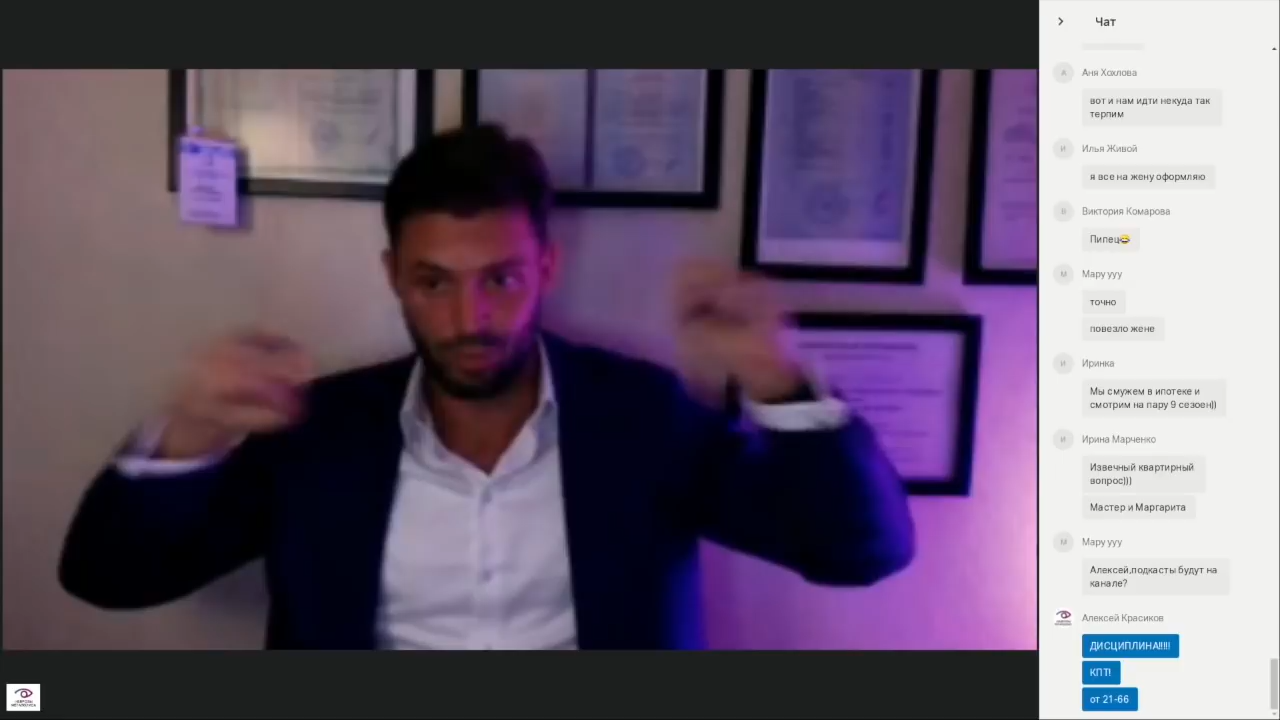 Чат
Аня Хохлова
вот и нам идти некуда так
терпим
Илья Живой
я все на жену оформляю
Виктория Комарова
Пипец😂
Мару ууу
точно
повезло жене
Иринка
Мы смужем в ипотеке и
смотрим на пару 9 сезоен))
Ирина Марченко
Извечный квартирный
вопрос)))
Мастер и Маргарита
Мару ууу
Алексей,подкасты будут на
канале?
Алексей Красиков
ДИСЦИПЛИНА!!!!!
КПТ!
от 21-66